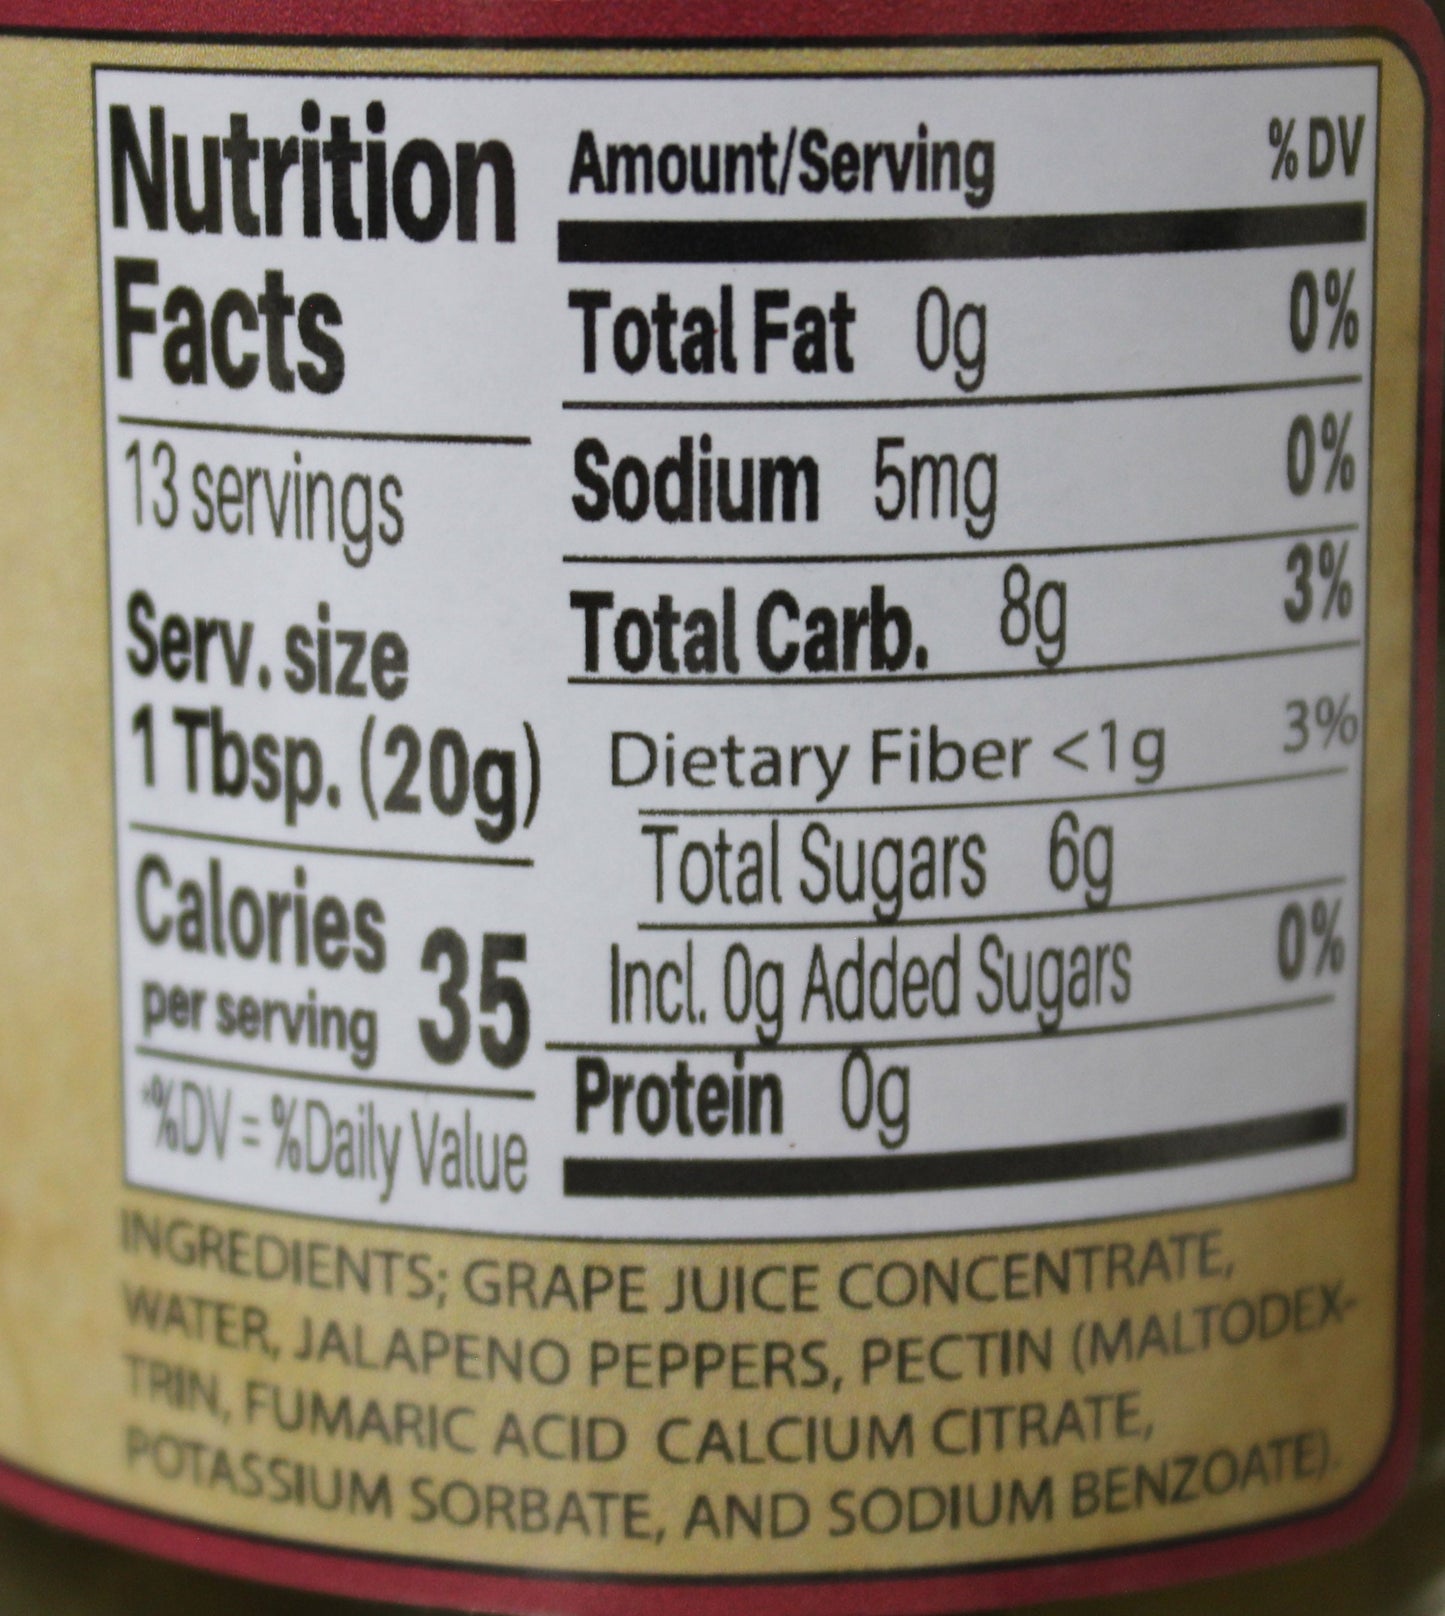 Nutrition
Facts
13 servings
Serv. size
1 Tbsp. (20g)
Calories
per serving 35
*%DV = %Daily Value
Amount/Serving % DV
Total Fat 0g 0%
Sodium 5mg 0%
Total Carb. 8g 3%
Dietary Fiber <1g 3%
Total Sugars 6g
Incl. 0g Added Sugars 0%
Protein 0g
INGREDIENTS; GRAPE JUICE CONCENTRATE,
WATER, JALAPENO PEPPERS, PECTIN (MALTODEX-
TRIN, FUMARIC ACID CALCIUM CITRATE,
POTASSIUM SORBATE, AND SODIUM BENZOATE).